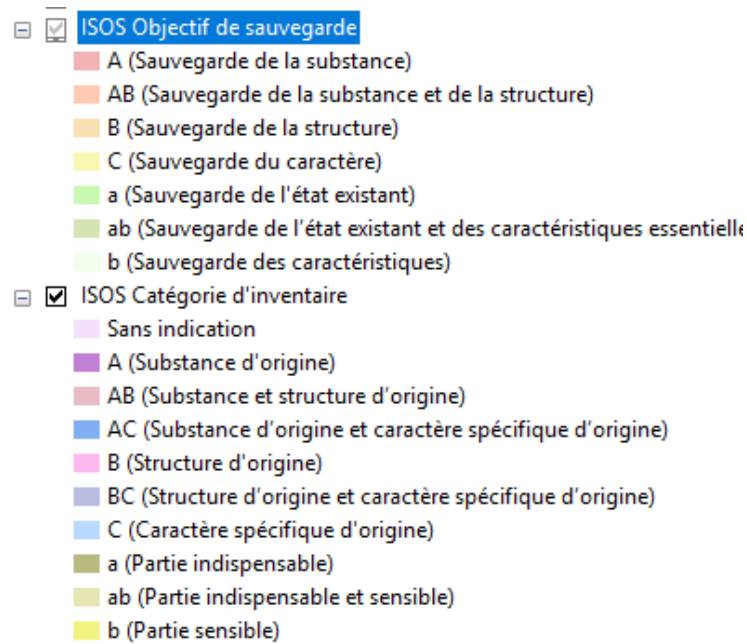 ISOS Objectif de sauvegarde
A (Sauvegarde de la substance)
AB (Sauvegarde de la substance et de la structure)
B (Sauvegarde de la structure)
C (Sauvegarde du caractère)
a (Sauvegarde de l'état existant)
ab (Sauvegarde de l'état existant et des caractéristiques essentielle
b (Sauvegarde des caractéristiques)
ISOS Catégorie d'inventaire
Sans indication
A (Substance d'origine)
AB (Substance et structure d'origine)
AC (Substance d'origine et caractère spécifique d'origine)
B (Structure d'origine)
BC (Structure d'origine et caractère spécifique d'origine)
C (Caractère spécifique d'origine)
a (Partie indispensable)
ab (Partie indispensable et sensible)
b (Partie sensible)